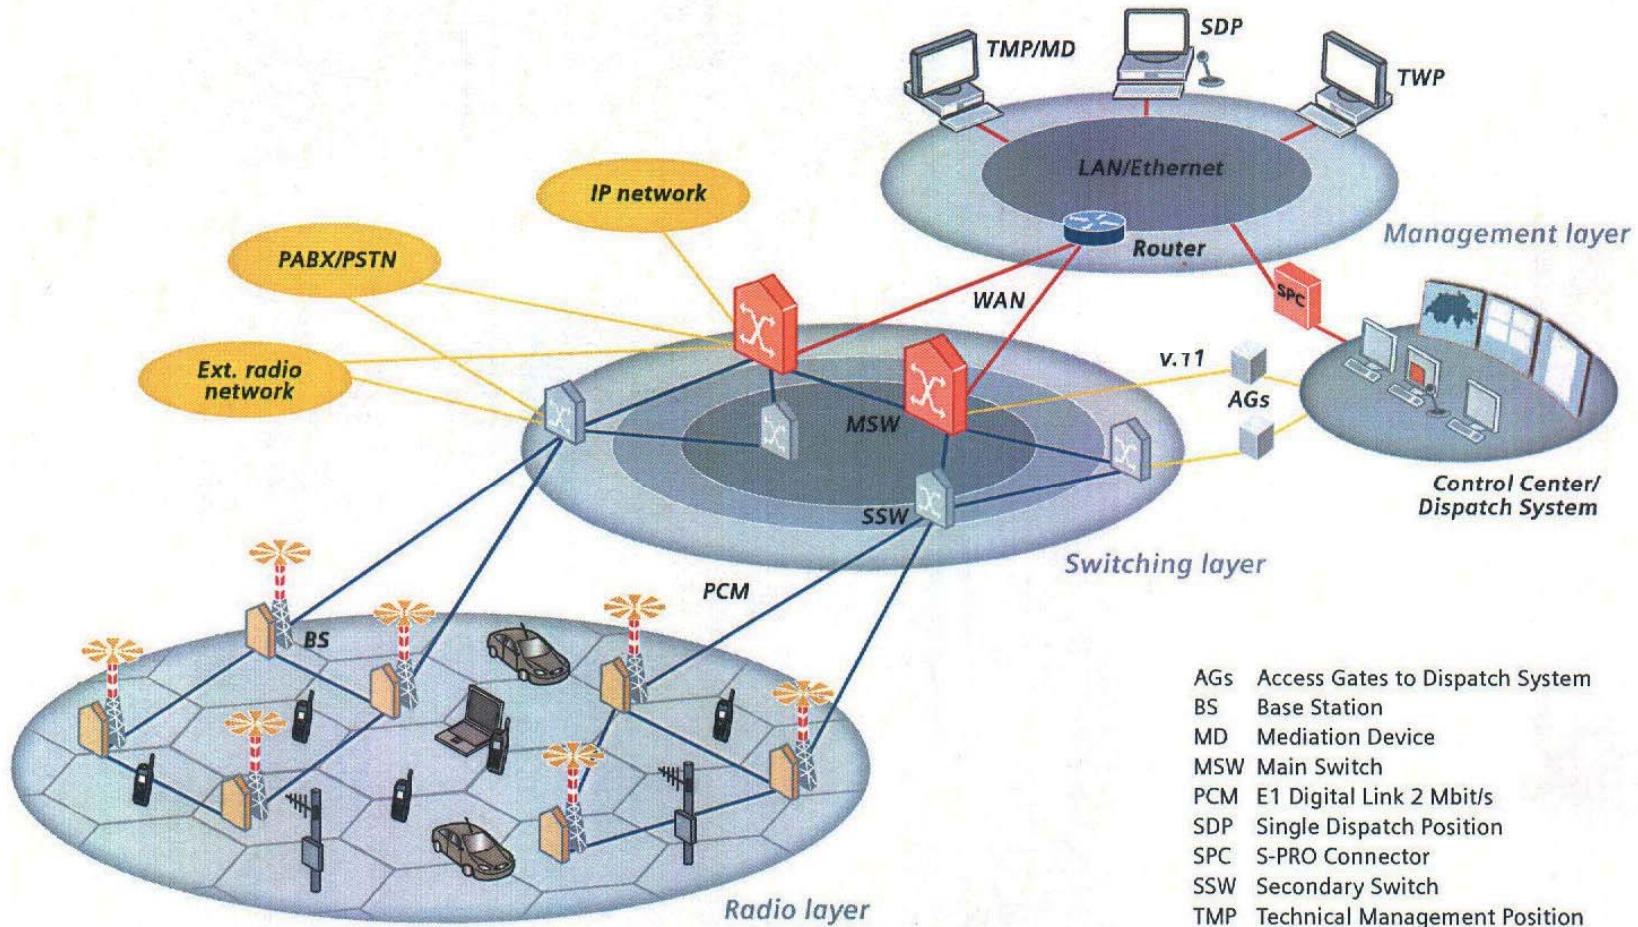 SDP
TMP/MD
TWP
LAN/Ethernet
IP network
Router
Management layer
PABX/PSTN
WAN
SPC
Ext. radio
network
v.11
AGs
MSW
SSW
Control Center/
Dispatch System
Switching layer
PCM
BS
AGs Access Gates to Dispatch System
BS Base Station
MD Mediation Device
MSW Main Switch
PCM E1 Digital Link 2 Mbit/s
SDP Single Dispatch Position
SPC S-PRO Connector
SSW Secondary Switch
TMP Technical Management Position
Radio layer